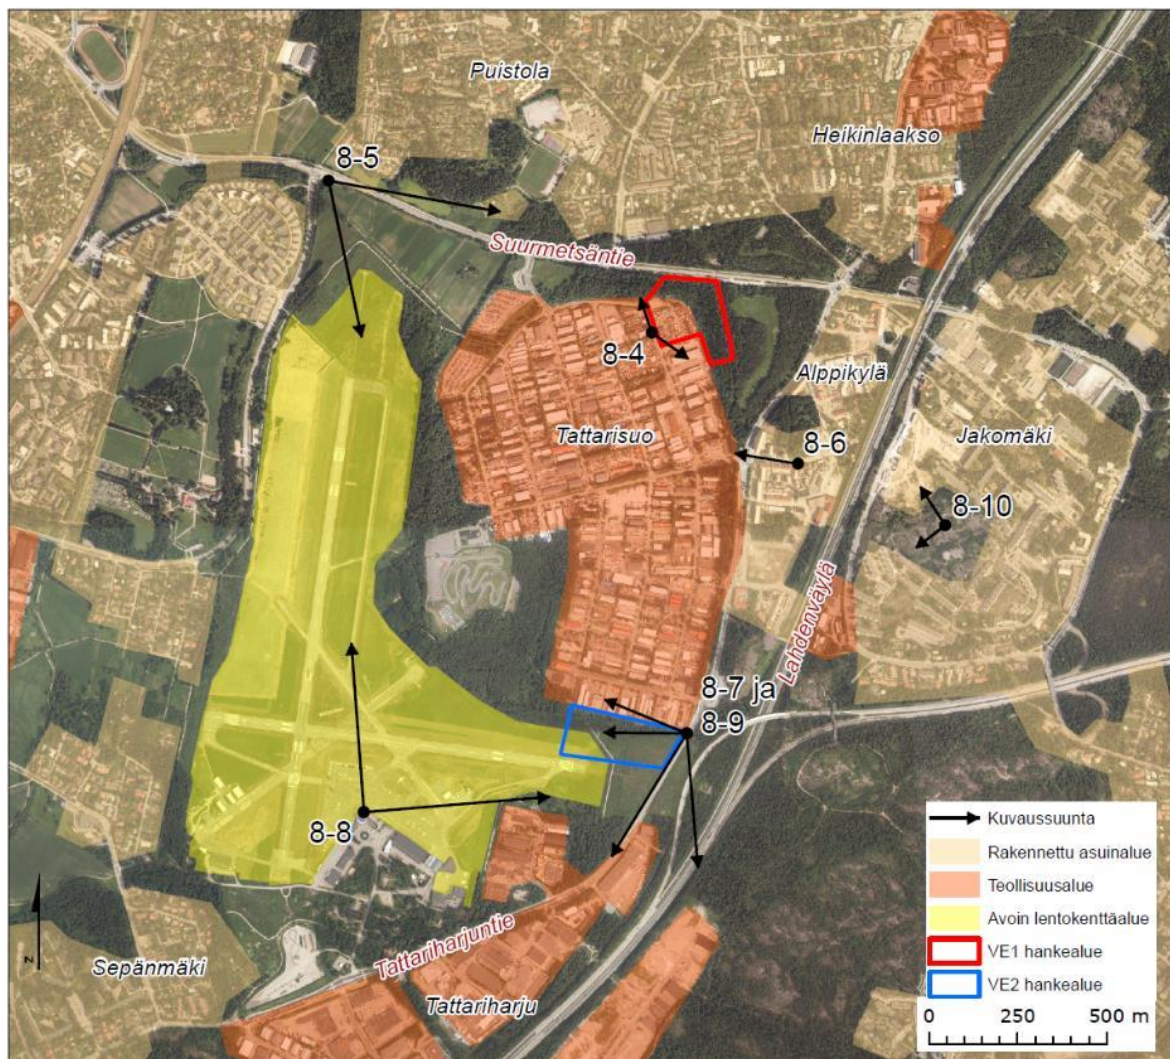 Puistola
Heikinlaakso
8-5
Suurmetsäntie
8-4
Alppikylä
Tattarisuo
8-6
Jakomäki
8-10
Lahdenväylä
8-7 ja
8-9
8-8
Tattariharjuntie
Sepänmäki
Tattariharju
N
Kuvaussuunta
Rakennettu asuinalue
Teollisuusalue
Avoin lentokenttäalue
VE1 hankealue
VE2 hankealue
0 250 500 m